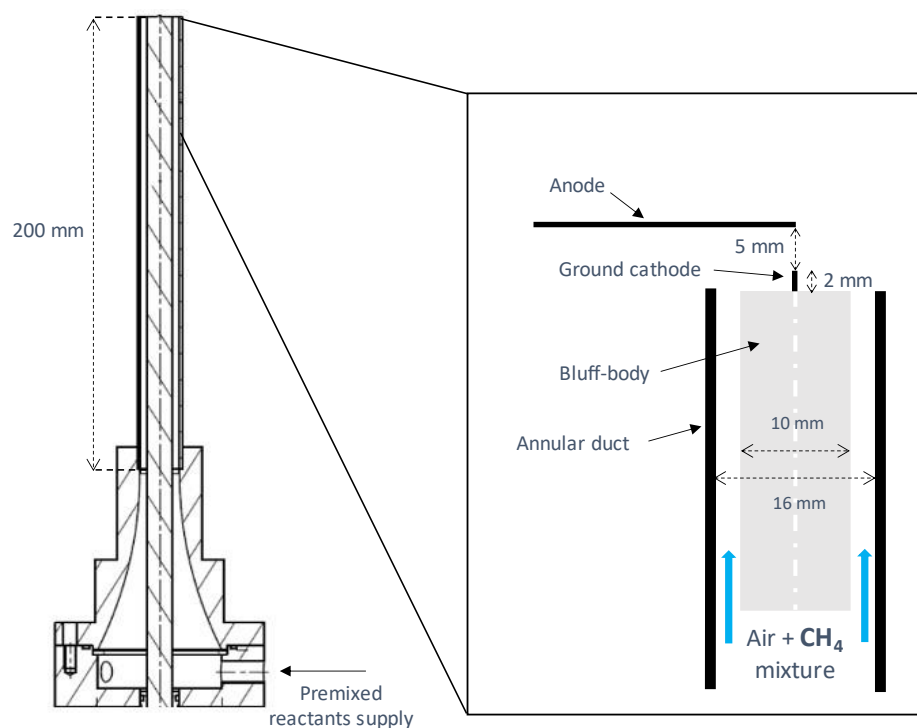 200 mm
Premixed
reactants supply
Anode
5 mm
Ground cathode
2 mm
Bluff-body
10 mm
Annular duct
16 mm
Air + CH₄
mixture